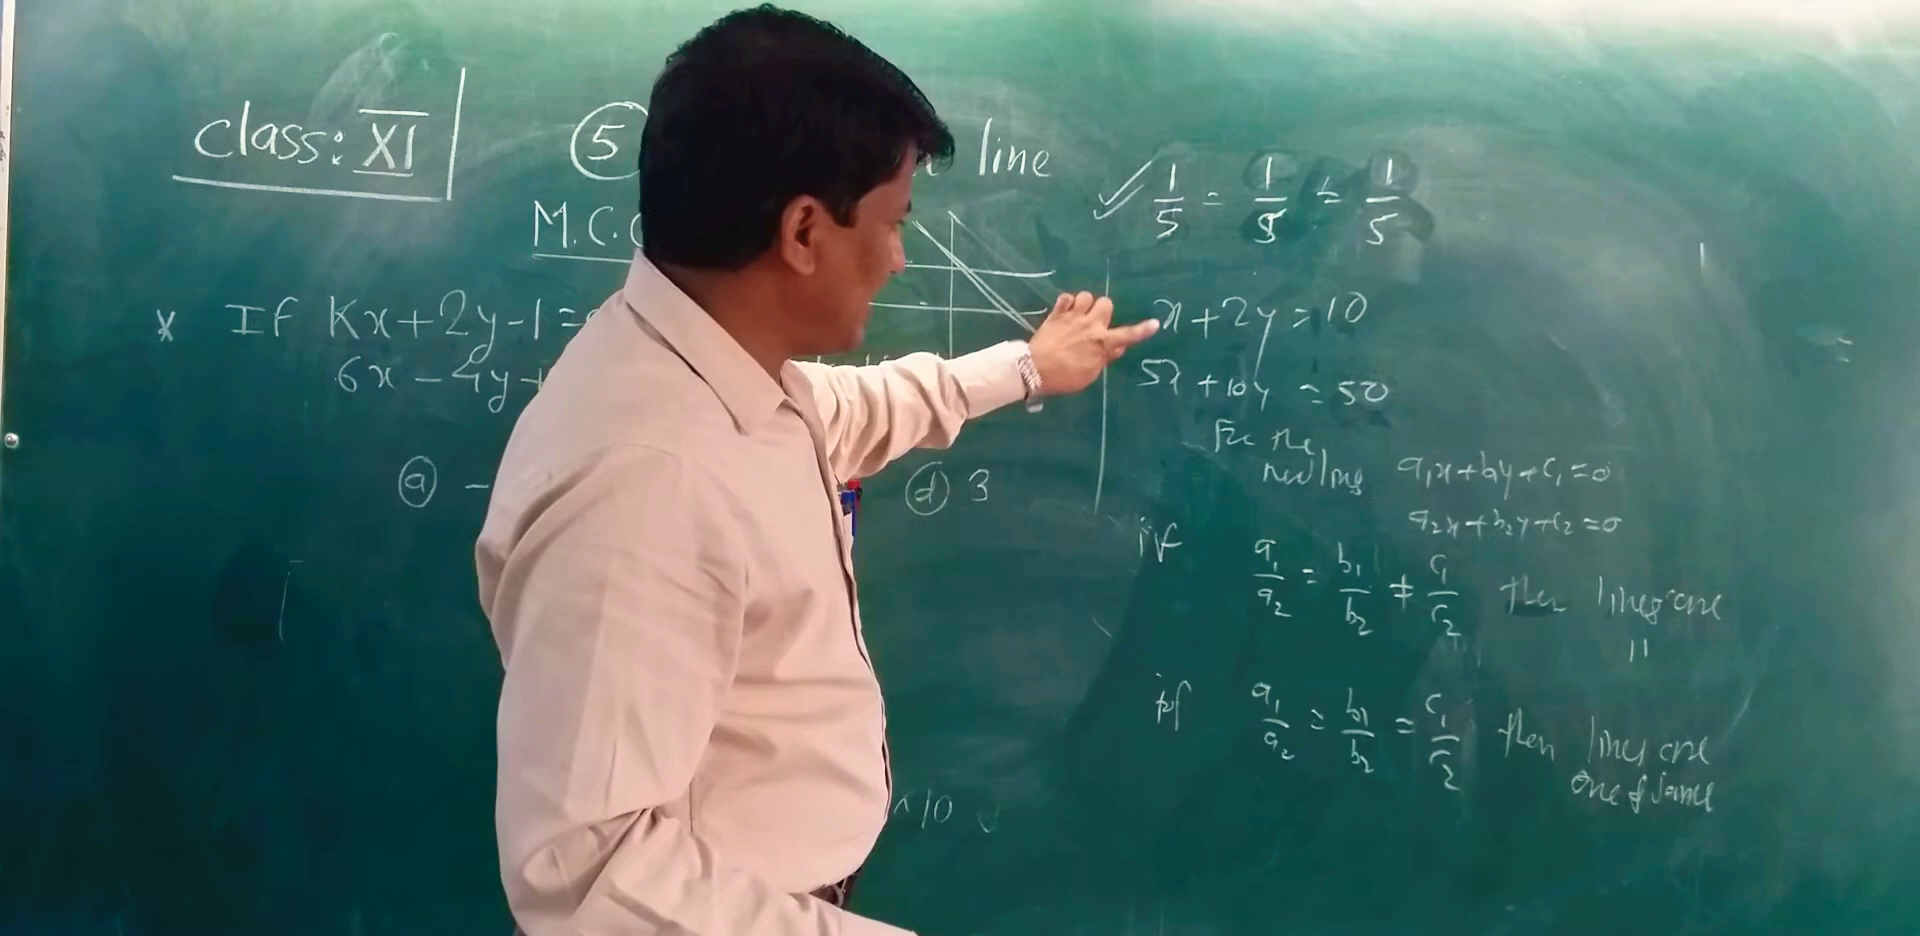 class: XI
5 line
M.C.
* If Kx+2y-1=
6x-4y+
a -
d 3
1/5 = 1/5 = 1/5
x+2y=10
5x+10y=50
For the
a₁x+b₁y+c₁=0
a₂x+b₂y+c₂=0
if a₁/a₂ = b₁/b₂ ≠ c₁/c₂ then lines are
||
if a₁/a₂ = b₁/b₂ = c₁/c₂ then lines are
one & same
10